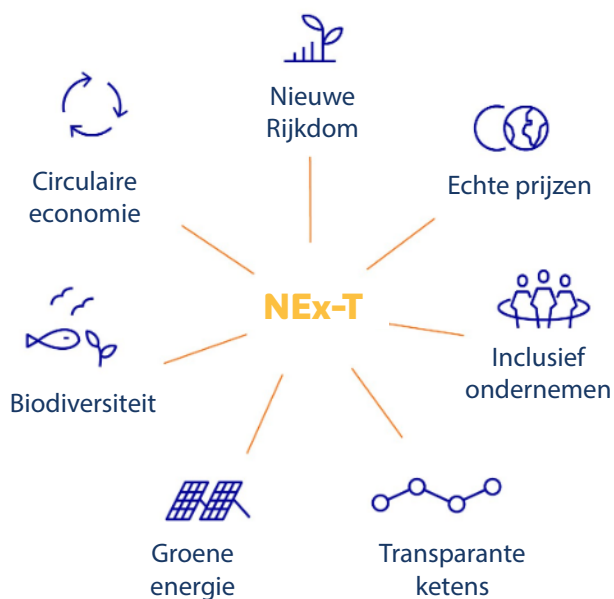 Nieuwe
Rijkdom
Circulaire
economie
Echte prijzen
NEx-T
Biodiversiteit
Inclusief
ondernemen
Groene
energie
Transparante
ketens